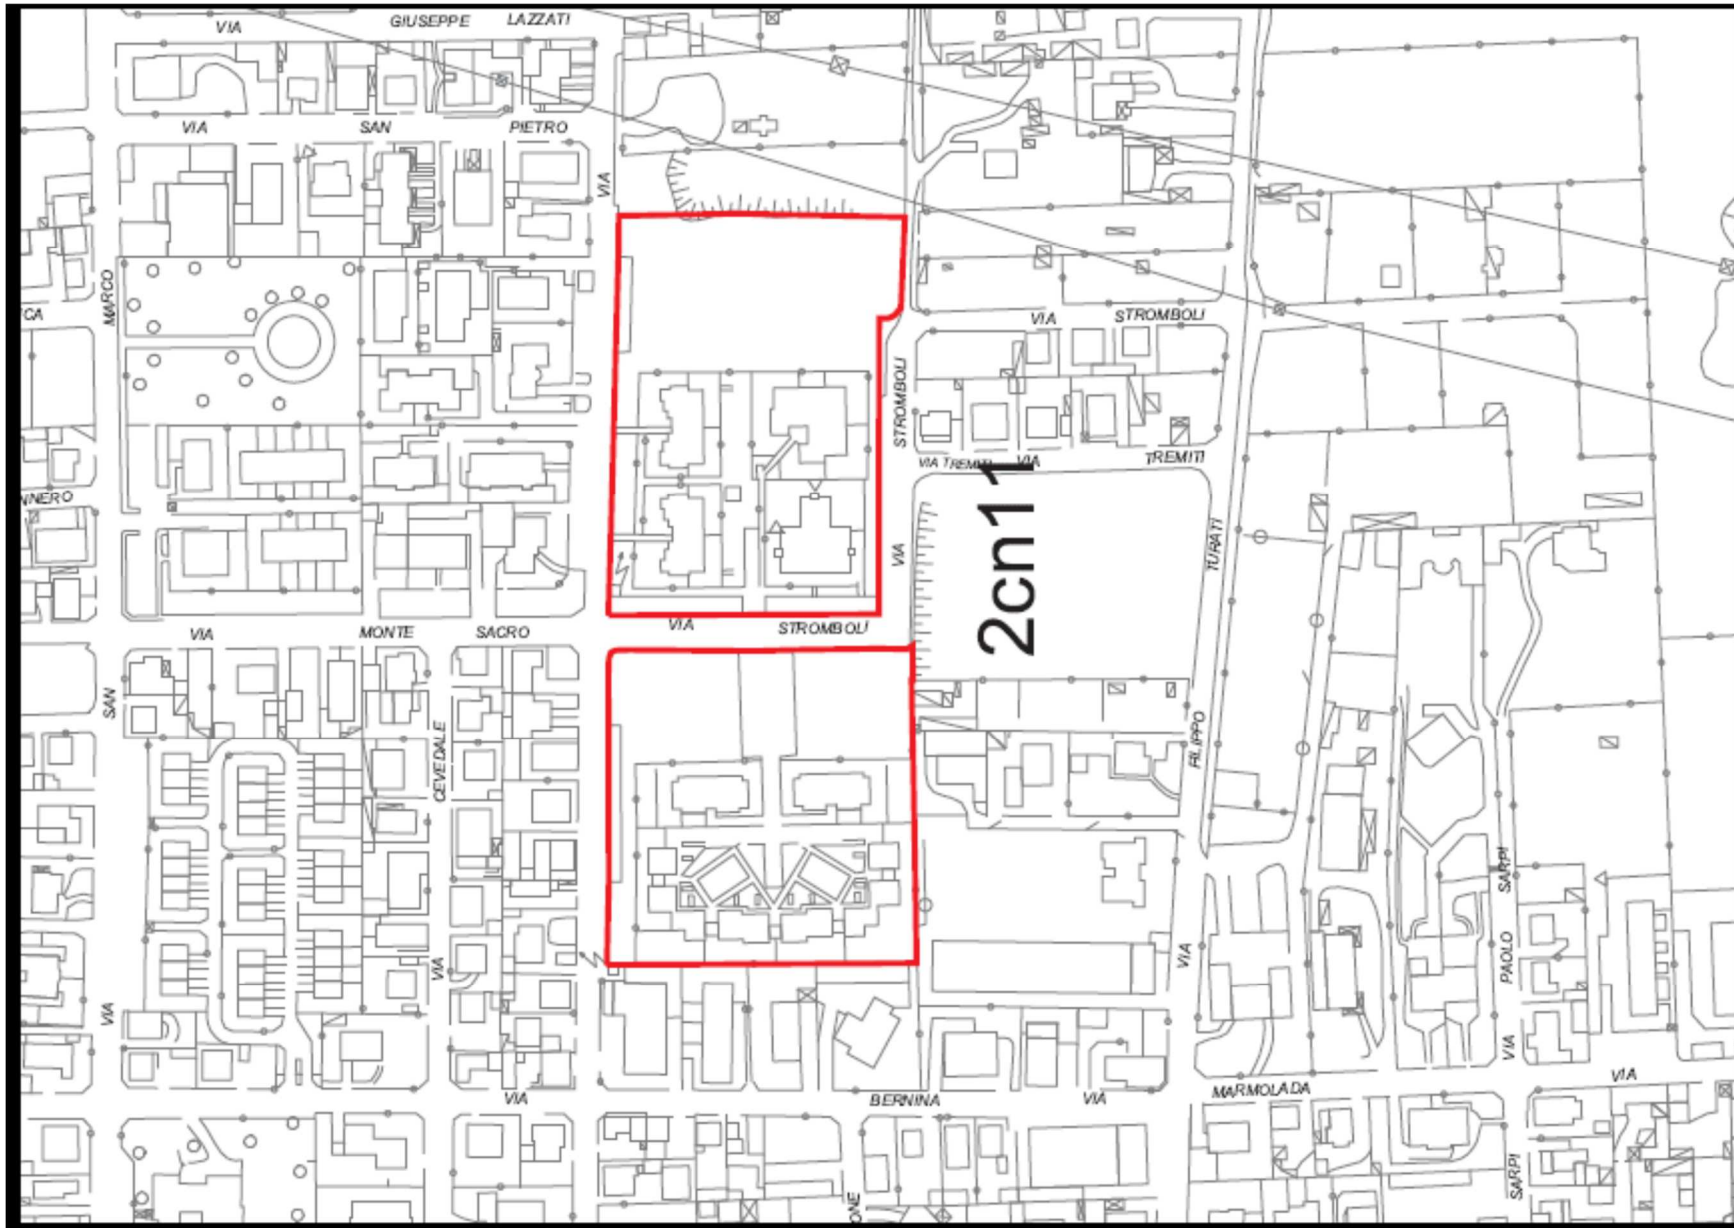 VIA
GIUSEPPE
LAZZATI
VIA
SAN
PIETRO
VIA
MARCO
CA
VIA
STROMBOLI
STROMBOLI
VIA TREMITI
VIA
TREMITI
NNERO
2cn11
VIA
TURATI
VIA
MONTE
SACRO
VIA
STROMBOLI
SAN
CEVEDALE
FILIPPO
SARPI
VIA
VIA
PAOLO
VIA
VIA
VIA
BERNINA
VIA
MARMOLADA
VIA
SARPI
ONE